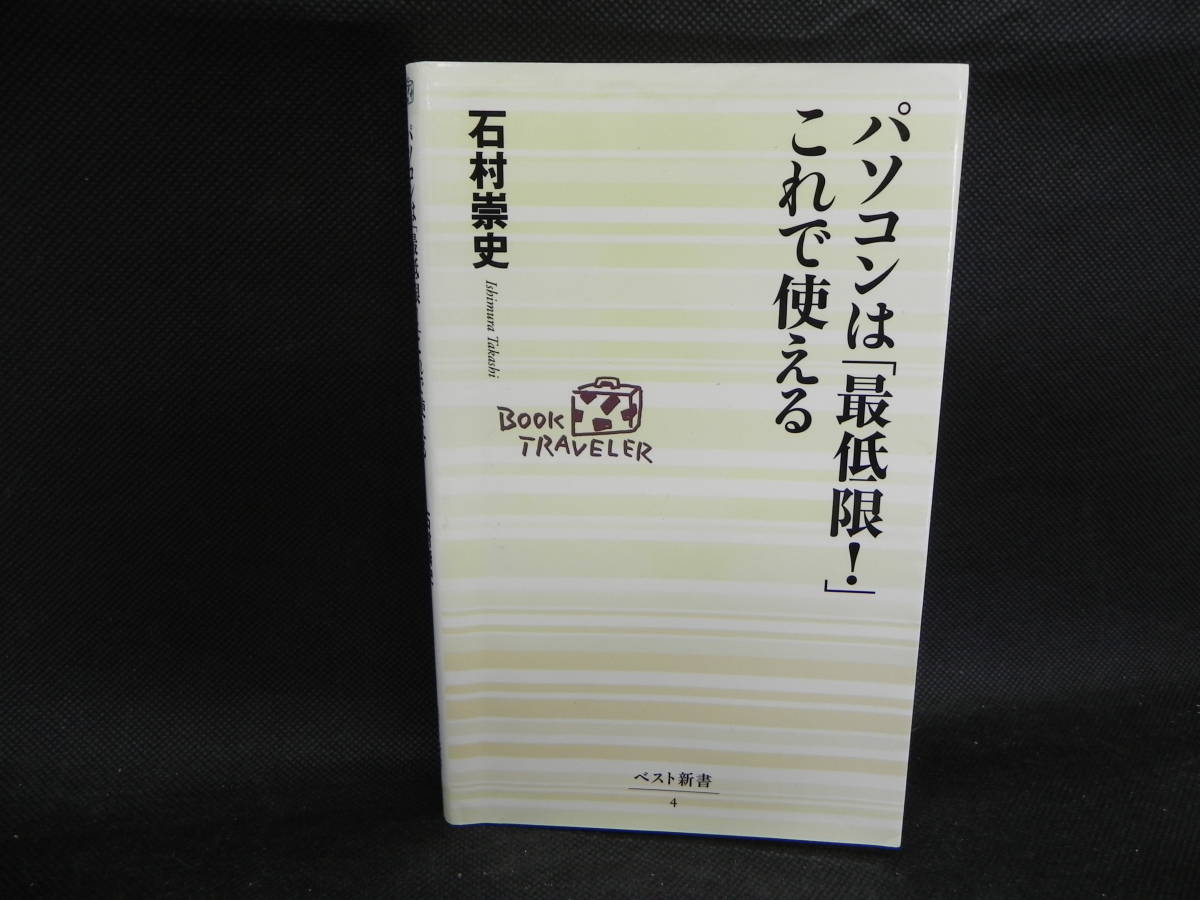 パソコンは「最低限！」
これで使える
石村崇史
Ishimura Takashi
BOOK
TRAVELER
ベスト新書
4